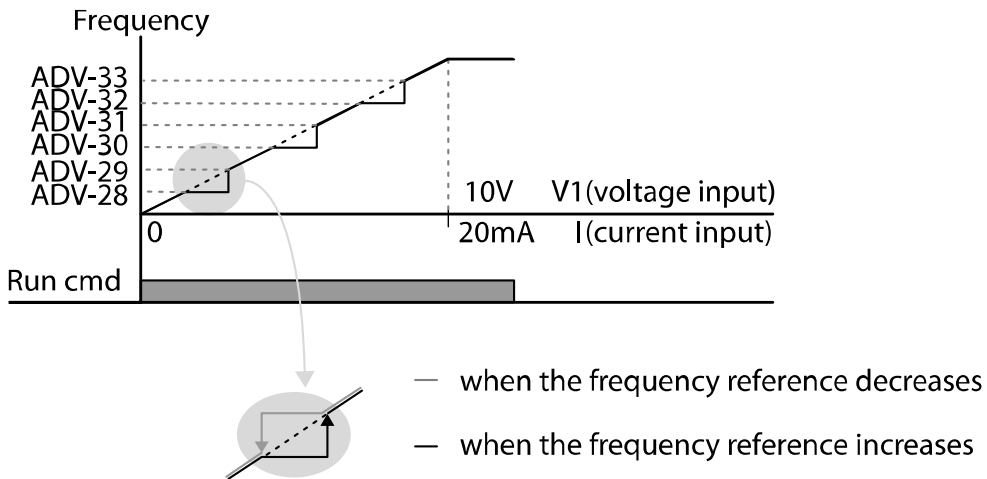 Frequency
ADV-33
ADV-32
ADV-31
ADV-30
ADV-29
ADV-28
10V V1(voltage input)
0 20mA I(current input)
Run cmd
when the frequency reference decreases
when the frequency reference increases